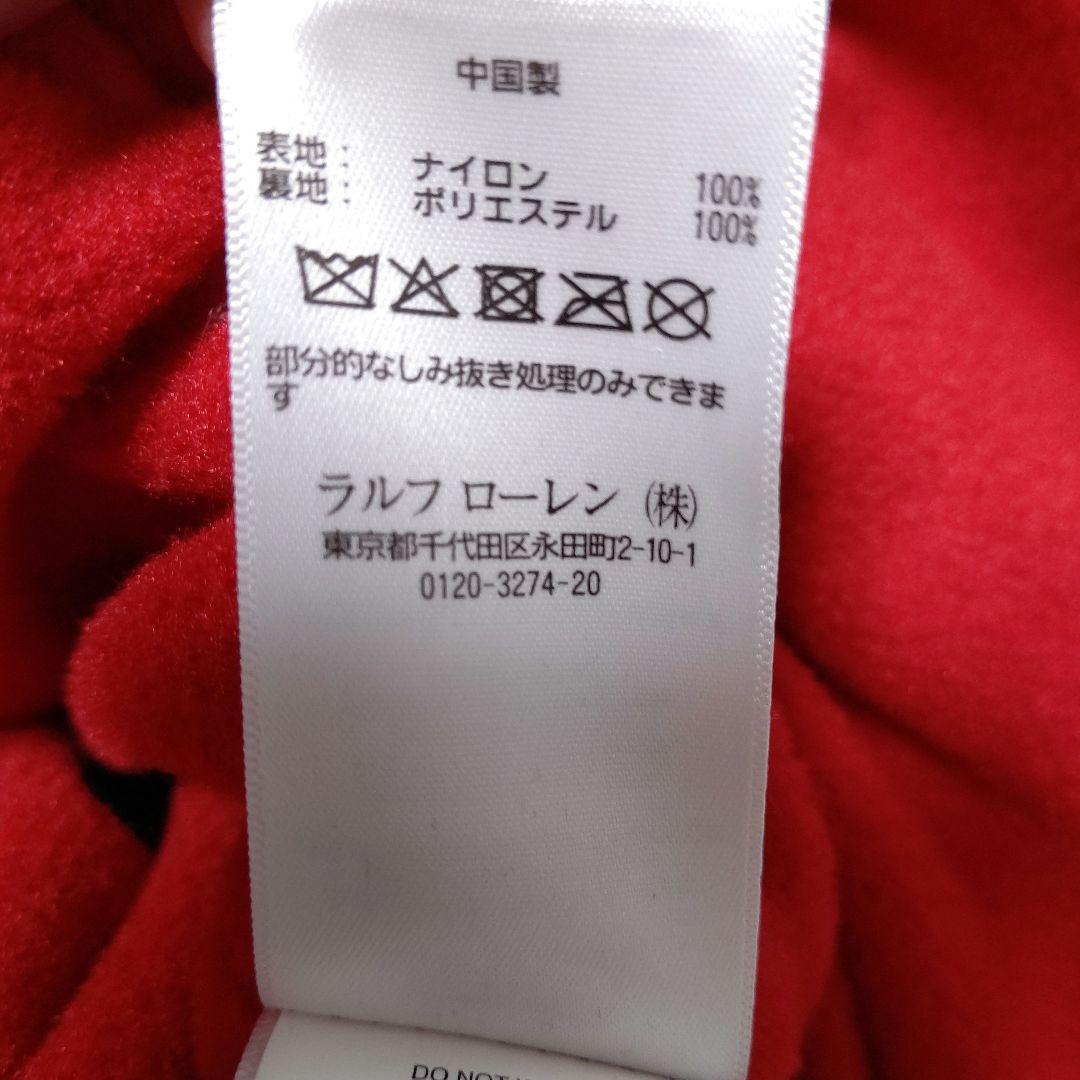 中国製
表地： ナイロン 100%
裏地： ポリエステル 100%
部分的なしみ抜き処理のみできま
す
ラルフ ローレン（株）
東京都千代田区永田町2-10-1
0120-3274-20
DO NOT